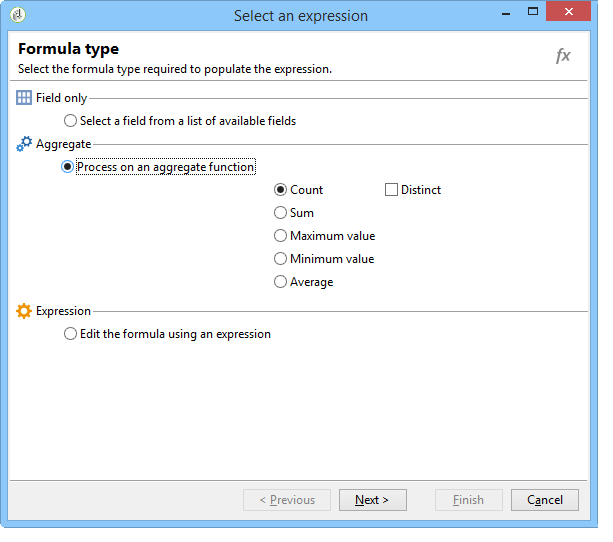 Select an expression
Formula type
Select the formula type required to populate the expression.
fx
Field only
Select a field from a list of available fields
Aggregate
Process on an aggregate function
Count Distinct
Sum
Maximum value
Minimum value
Average
Expression
Edit the formula using an expression
< Previous Next > Finish Cancel